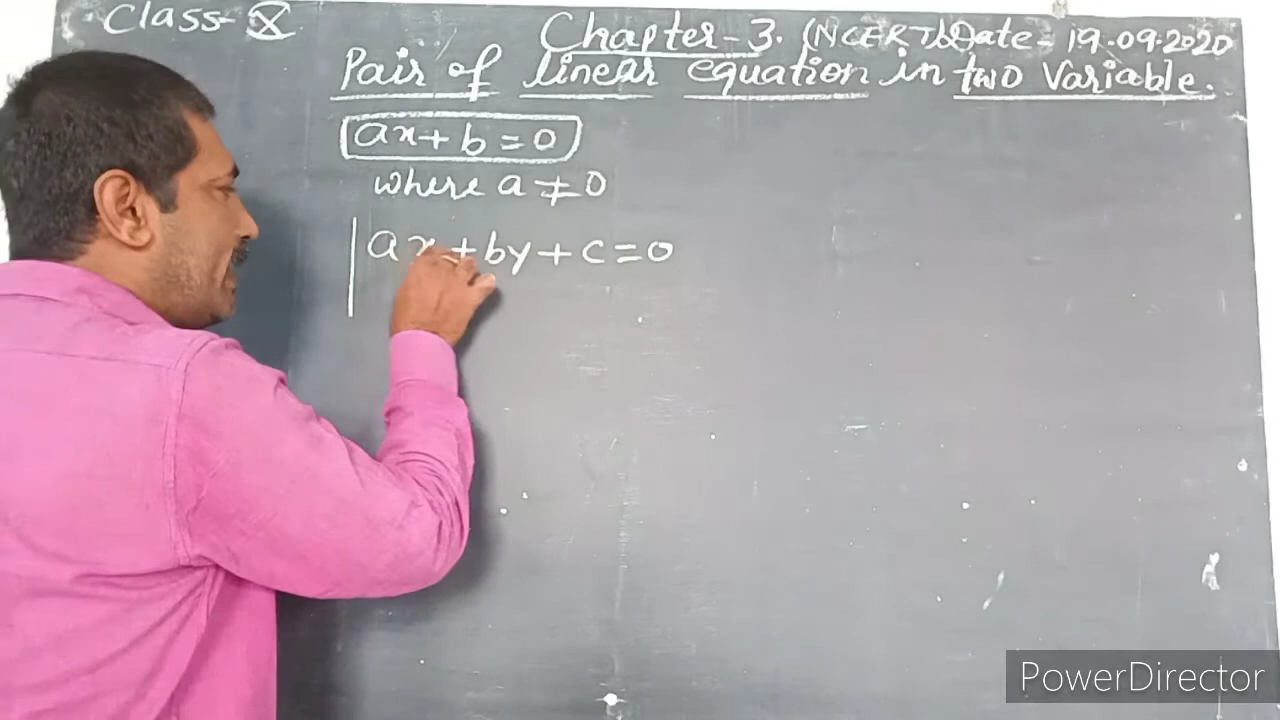 Class-X
Chapter-3. (NCERT) Date- 19.09.2020
Pair of linear equation in two Variable.
ax+b=0
where a≠0
ax+by+c=0
PowerDirector